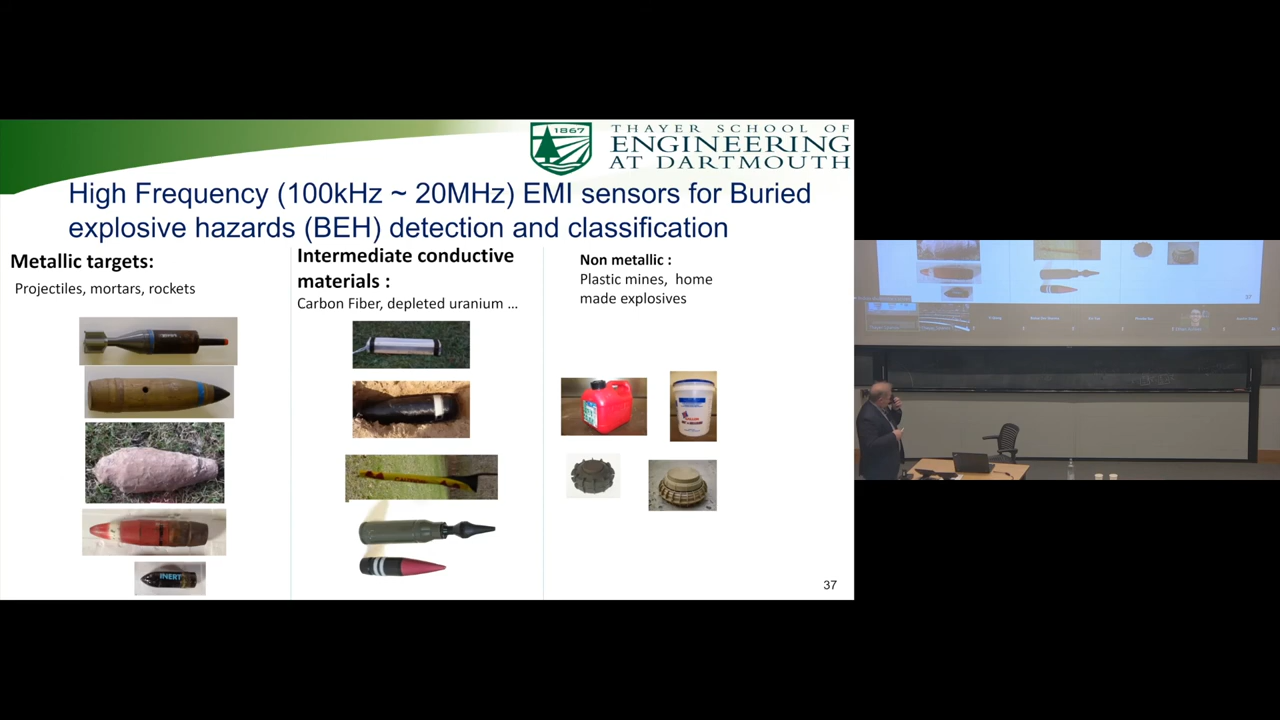 1867
THAYER SCHOOL OF
ENGINEERING
AT DARTMOUTH
High Frequency (100kHz ~ 20MHz) EMI sensors for Buried
explosive hazards (BEH) detection and classification
Metallic targets:
Projectiles, mortars, rockets
Intermediate conductive
materials :
Carbon Fiber, depleted uranium ...
Non metallic :
Plastic mines, home
made explosives
INERT
37
37